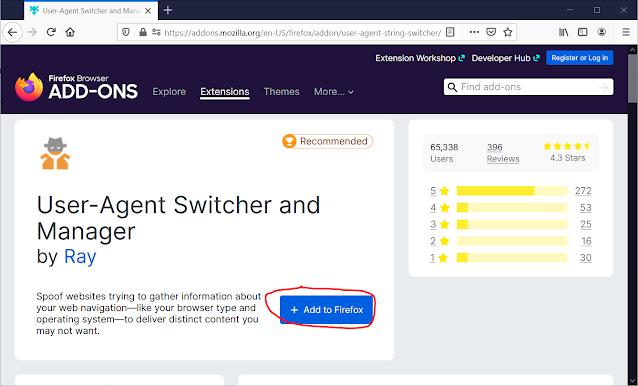 User-Agent Switcher and Manag
https://addons.mozilla.org/en-US/firefox/addon/user-agent-string-switcher/
Extension Workshop
Developer Hub
Register or Log in
Firefox Browser
ADD-ONS
Explore
Extensions
Themes
More...
Find add-ons
Recommended
User-Agent Switcher and
Manager
by Ray
Spoof websites trying to gather information about
your web navigation—like your browser type and
operating system—to deliver distinct content you
may not want.
+ Add to Firefox
65,338
Users
396
Reviews
4.3 Stars
5 272
4 53
3 25
2 16
1 30